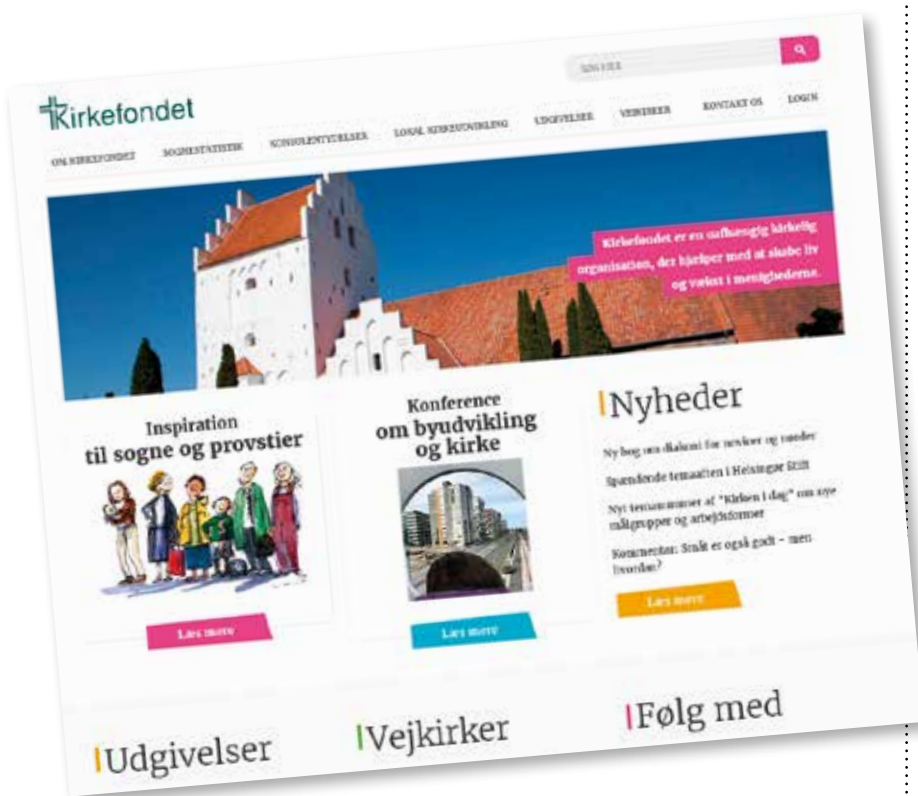 Kirkefondet
SØG HER
OM KIRKEFONDET SOGNESTATISTIK KONSULENTYDELSER LOKAL KIRKEUDVIKLING UDGIVELSER VEJKIRKER KONTAKT OS LOGIN
Kirkefondet er en uafhængig kirkelig
organisation, der hjælper med at skabe liv
og vækst i menighederne.
Inspiration
til sogne og provstier
Læs mere
Konference
om byudvikling
og kirke
Læs mere
Nyheder
Ny bog om diakoni for novicer og nørder
Spændende temaaften i Helsingør Stift
Nyt temanummer af "Kirken i dag" om nye
målgrupper og arbejdsformer
Kommentar: Småt er også godt – men
hvordan?
Læs mere
Udgivelser
Vejkirker
Følg med